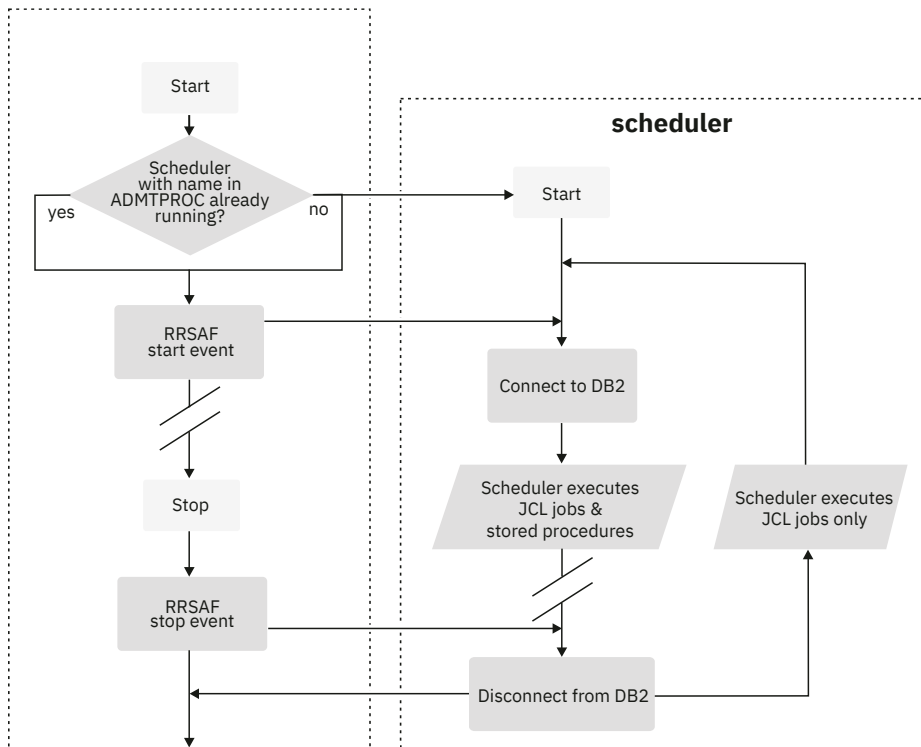 Start
Scheduler
with name in
ADMTPROC already
running?
yes
no
RRSAF
start event
Stop
RRSAF
stop event
scheduler
Start
Connect to DB2
Scheduler executes
JCL jobs &
stored procedures
Scheduler executes
JCL jobs only
Disconnect from DB2